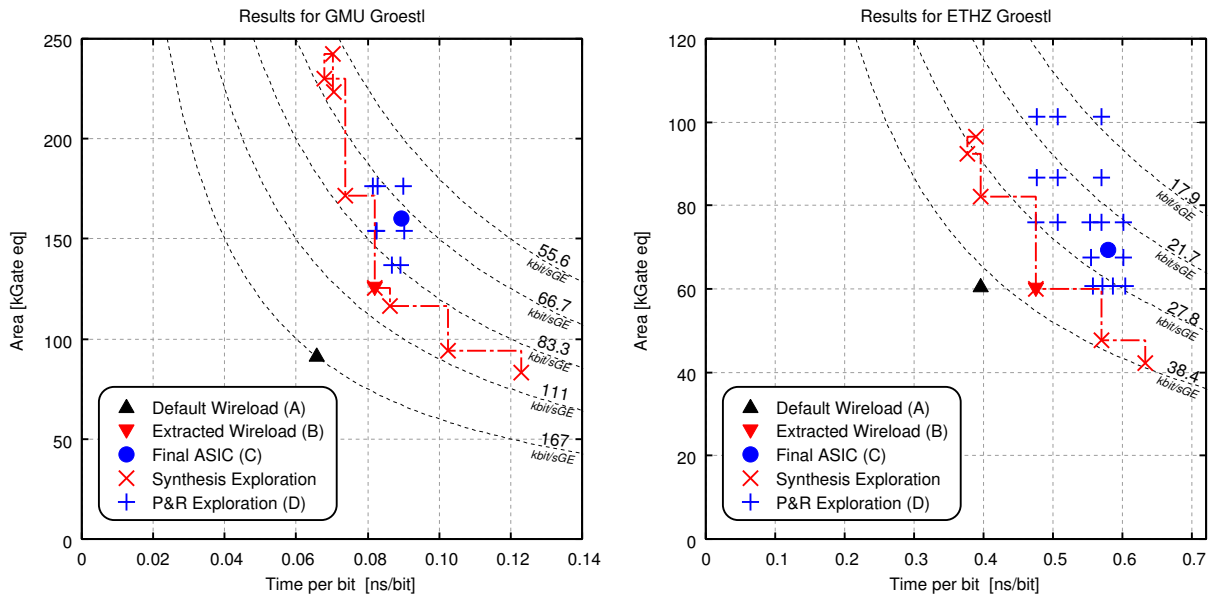 Results for GMU Groestl
250
200
150
100
50
0
Area [kGate eq]
55.6
kbit/sGE
66.7
kbit/sGE
83.3
kbit/sGE
111
kbit/sGE
167
kbit/sGE
Default Wireload (A)
Extracted Wireload (B)
Final ASIC (C)
Synthesis Exploration
P&R Exploration (D)
0 0.02 0.04 0.06 0.08 0.10 0.12 0.14
Time per bit [ns/bit]
Results for ETHZ Groestl
120
100
80
60
40
20
0
Area [kGate eq]
17.9
kbit/sGE
21.7
kbit/sGE
27.8
kbit/sGE
38.4
kbit/sGE
Default Wireload (A)
Extracted Wireload (B)
Final ASIC (C)
Synthesis Exploration
P&R Exploration (D)
0 0.1 0.2 0.3 0.4 0.5 0.6 0.7
Time per bit [ns/bit]